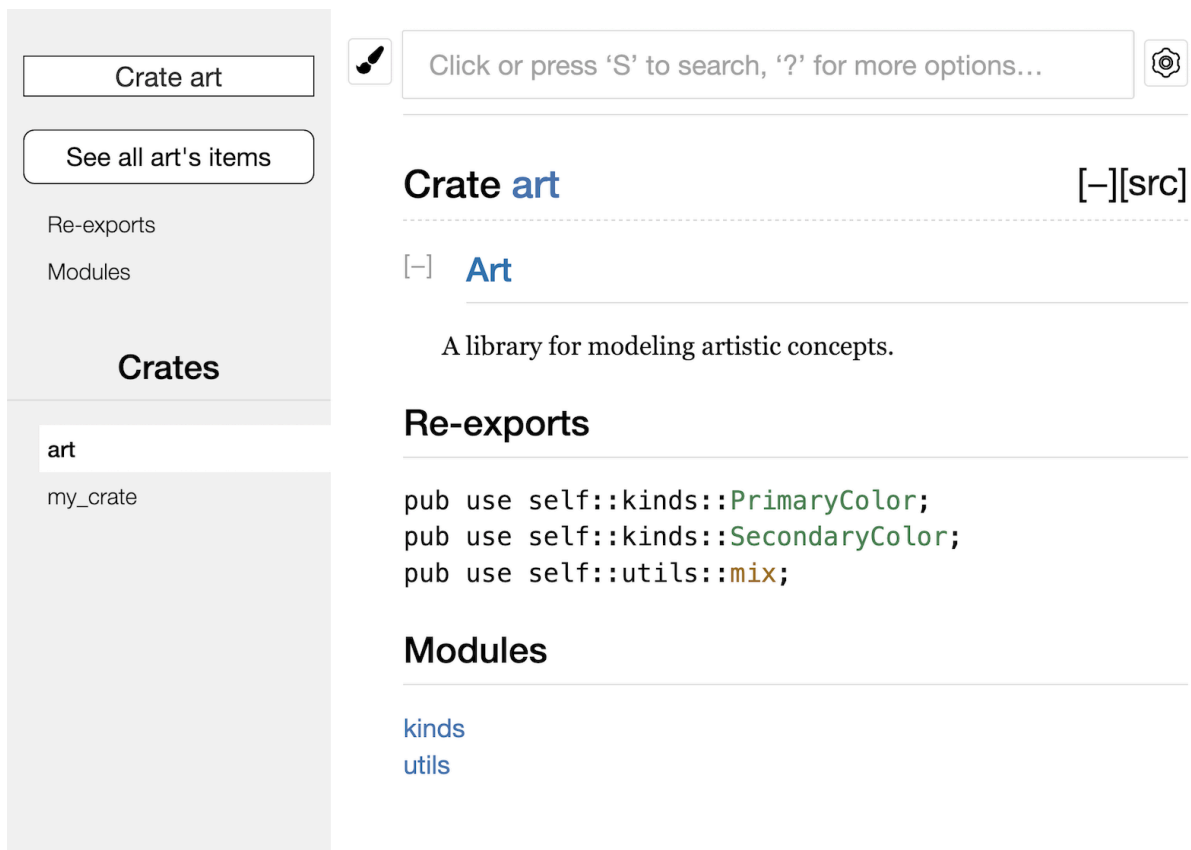 Crate art
See all art's items
Re-exports
Modules
Crates
art
my_crate
Click or press ‘S’ to search, ‘?’ for more options…
Crate art [−][src]
[−] Art
A library for modeling artistic concepts.
Re-exports
pub use self::kinds::PrimaryColor;
pub use self::kinds::SecondaryColor;
pub use self::utils::mix;
Modules
kinds
utils